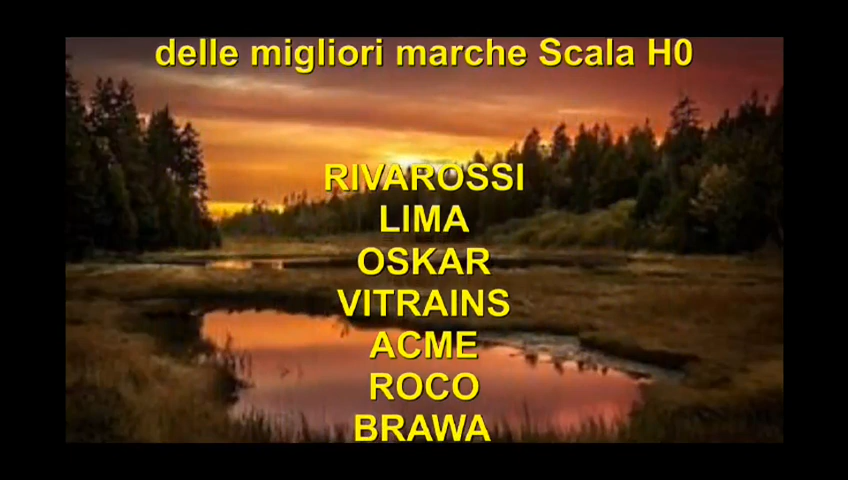 delle migliori marche Scala H0
RIVAROSSI
LIMA
OSKAR
VITRAINS
ACME
ROCO
BRAWA